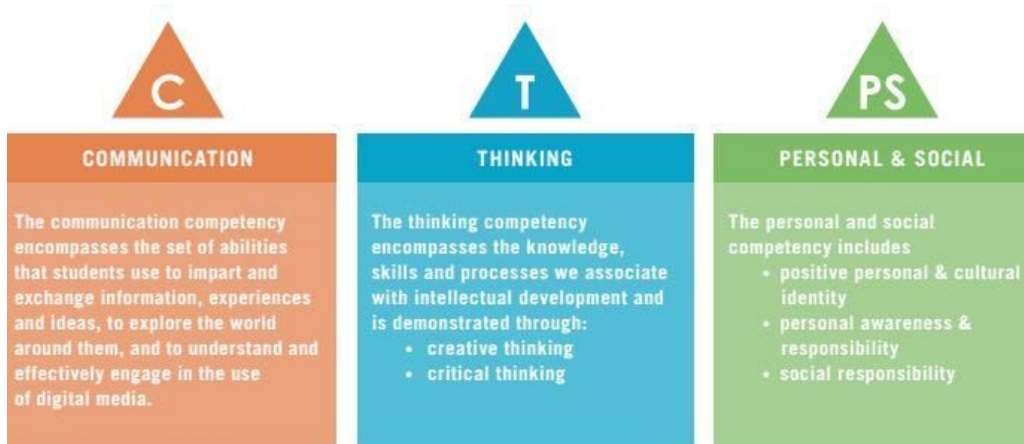 C
COMMUNICATION
The communication competency
encompasses the set of abilities
that students use to impart and
exchange information, experiences
and ideas, to explore the world
around them, and to understand and
effectively engage in the use
of digital media.
T
THINKING
The thinking competency
encompasses the knowledge,
skills and processes we associate
with intellectual development and
is demonstrated through:
• creative thinking
• critical thinking
PS
PERSONAL & SOCIAL
The personal and social
competency includes
• positive personal & cultural
identity
• personal awareness &
responsibility
• social responsibility